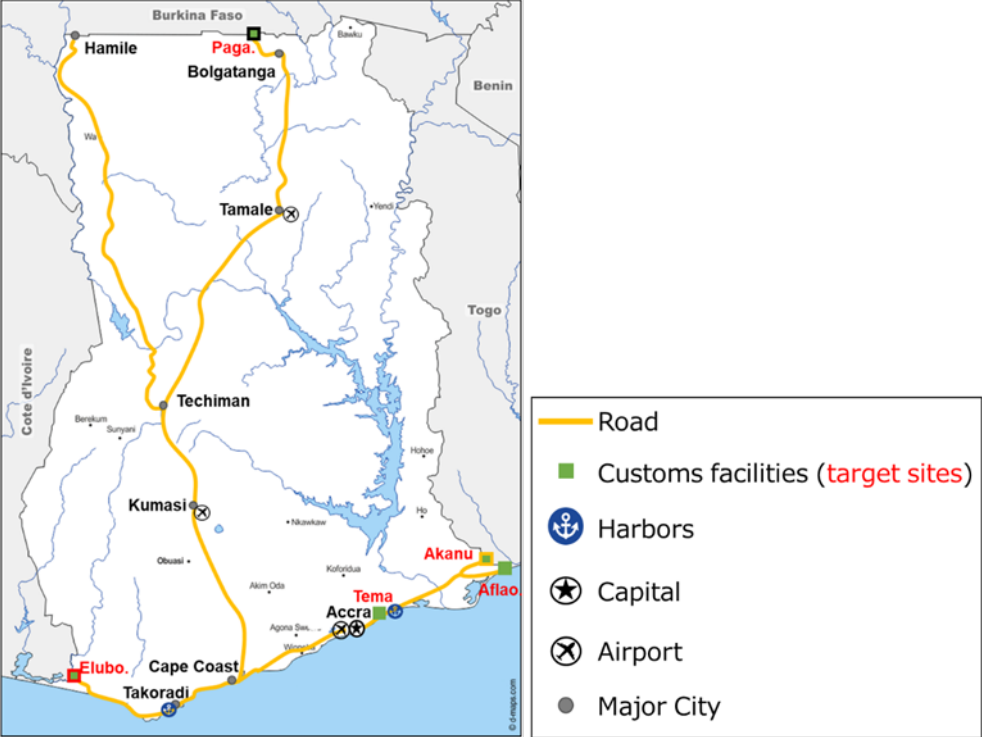 Burkina Faso
Hamile
Paga.
Bawku
Bolgatanga
Benin
Wa
Tamale
Yendi
Togo
Cote d'Ivoire
Techiman
Berekum
Sunyani
Hohoe
Kumasi
Ho
Nkawkaw
Obuasi
Akanu
Koforidua
Aflao.
Akim Oda
Tema
Accra
Agona
Elubo.
Cape Coast
Takoradi
© d-maps.com
Road
Customs facilities (target sites)
Harbors
Capital
Airport
Major City